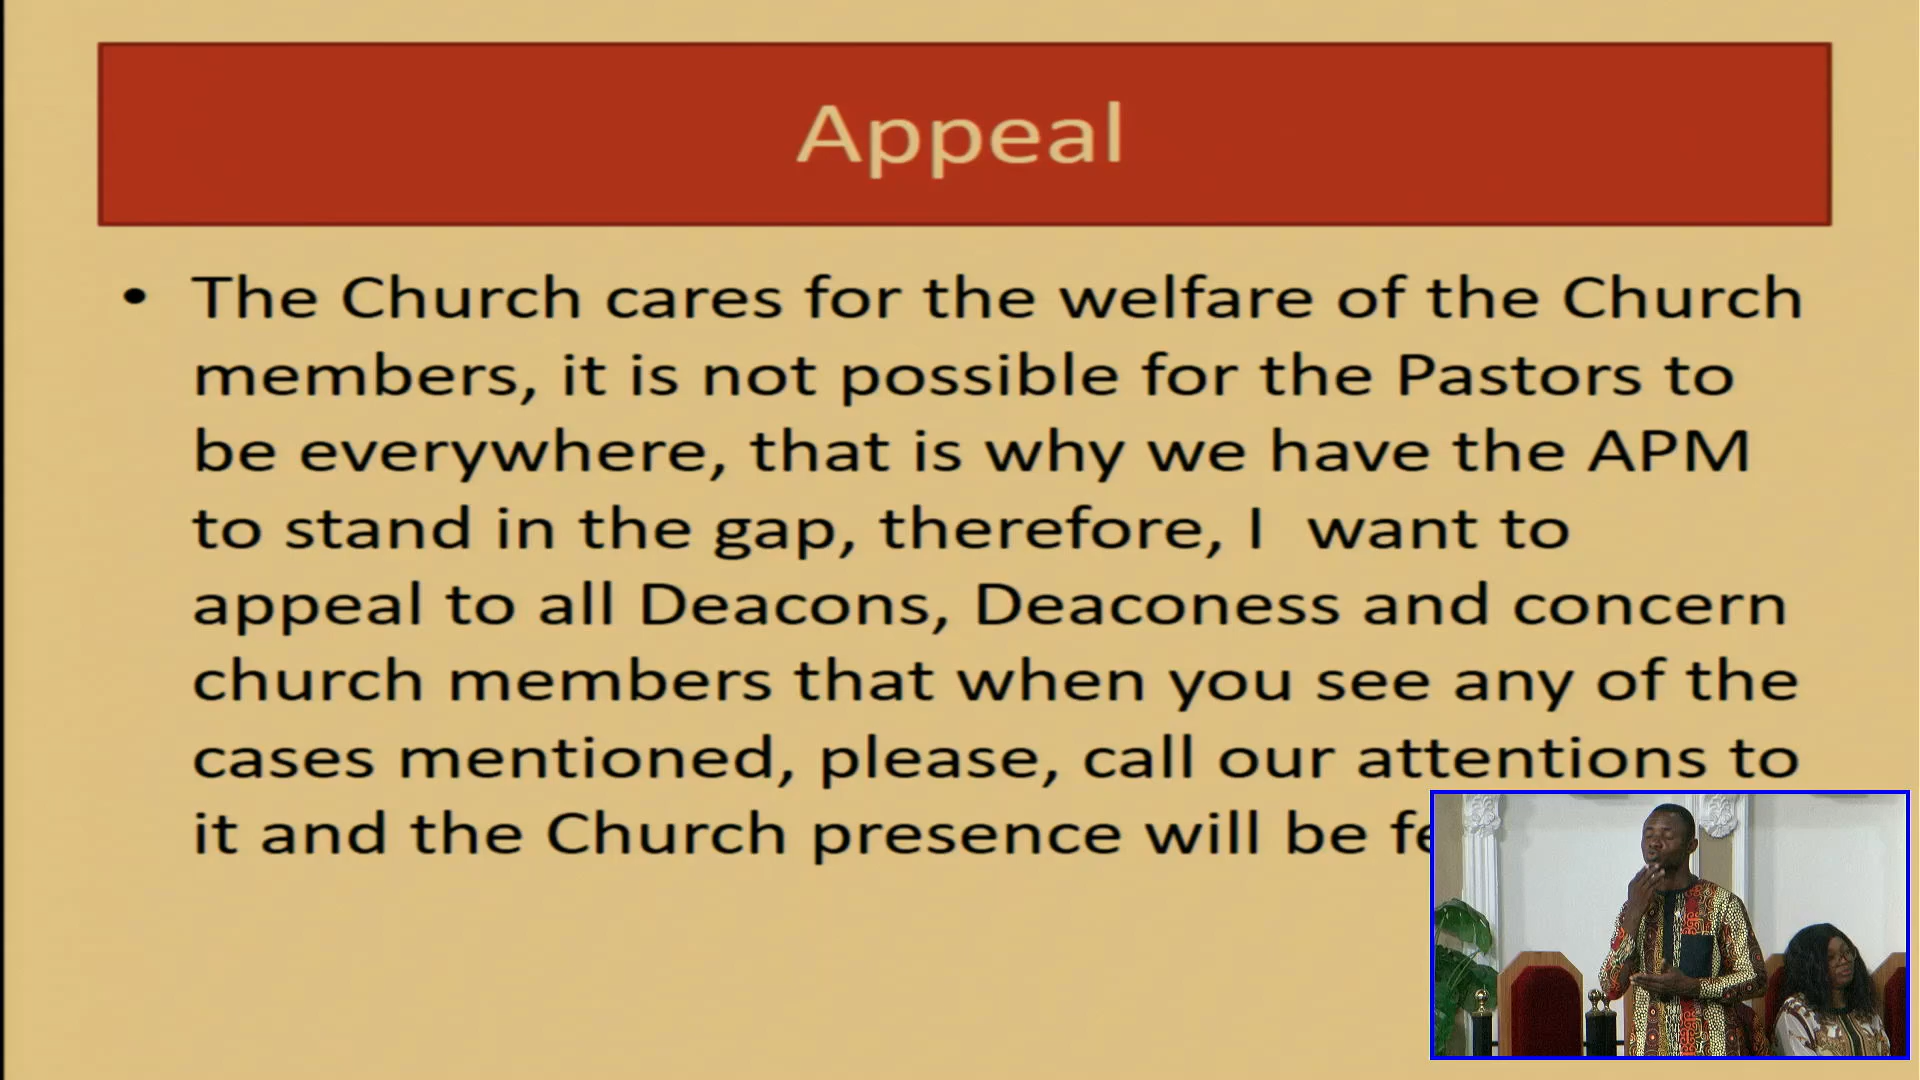 Appeal
• The Church cares for the welfare of the Church
members, it is not possible for the Pastors to
be everywhere, that is why we have the APM
to stand in the gap, therefore, I  want to
appeal to all Deacons, Deaconess and concern
church members that when you see any of the
cases mentioned, please, call our attentions to
it and the Church presence will be